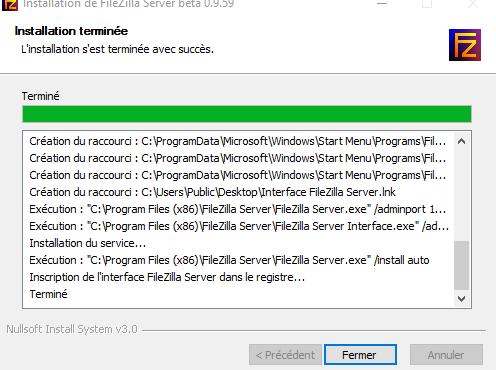 Installation de FileZilla Server beta 0.9.59
Installation terminée
L'installation s'est terminée avec succès.
Terminé
Création du raccourci : C:\ProgramData\Microsoft\Windows\Start Menu\Programs\Fil...
Création du raccourci : C:\ProgramData\Microsoft\Windows\Start Menu\Programs\Fil...
Création du raccourci : C:\ProgramData\Microsoft\Windows\Start Menu\Programs\Fil...
Création du raccourci : C:\Users\Public\Desktop\Interface FileZilla Server.lnk
Exécution : "C:\Program Files (x86)\FileZilla Server\FileZilla Server.exe" /adminport 1...
Exécution : "C:\Program Files (x86)\FileZilla Server\FileZilla Server Interface.exe" /ad...
Installation du service...
Exécution : "C:\Program Files (x86)\FileZilla Server\FileZilla Server.exe" /install auto
Inscription de l'interface FileZilla Server dans le registre...
Terminé
Nullsoft Install System v3.0
< Précédent
Fermer
Annuler